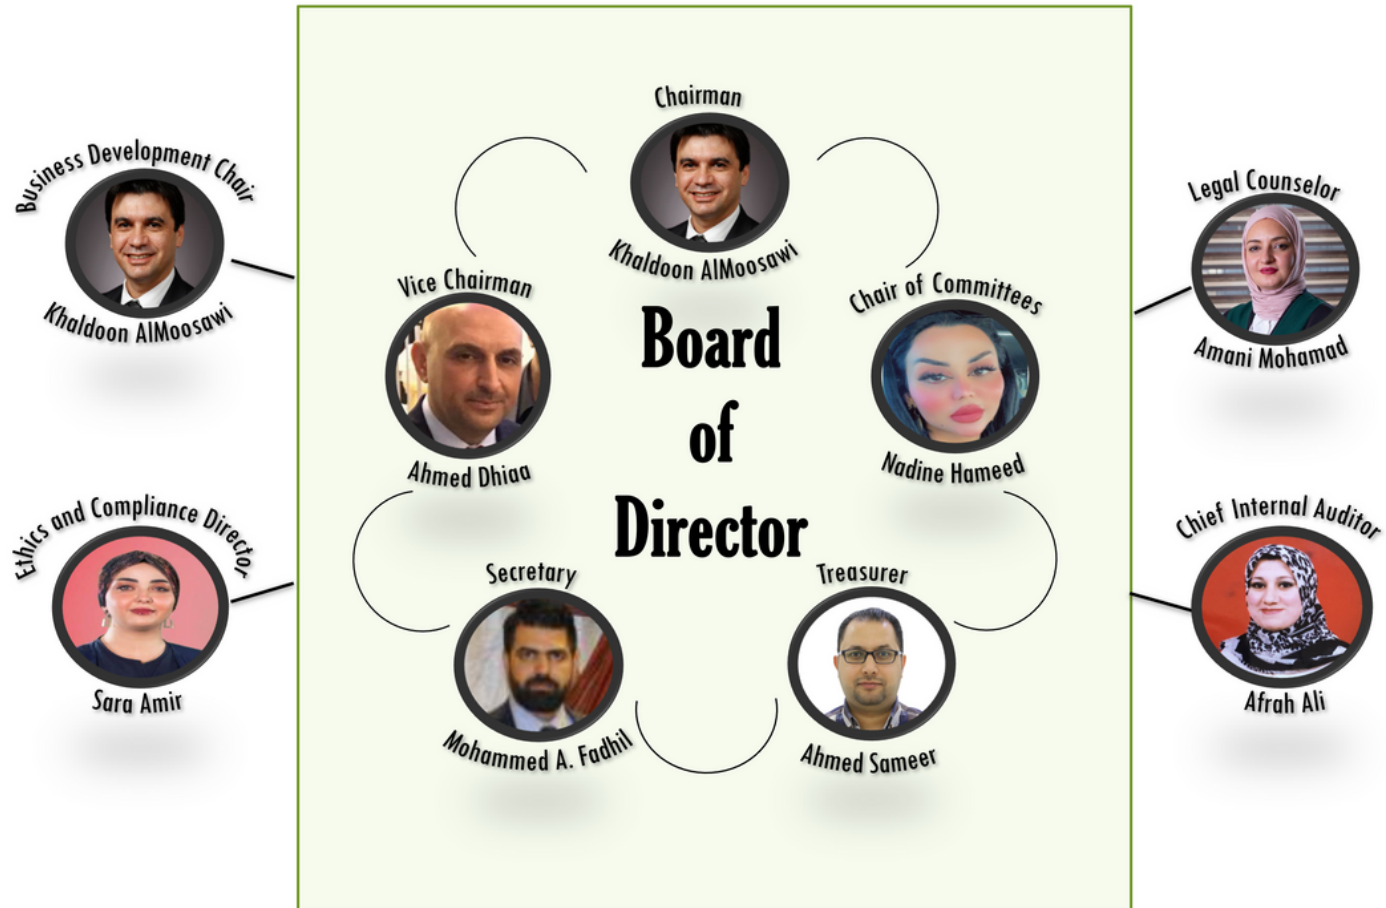 Chairman
Khaldoon AlMoosawi
Business Development Chair
Khaldoon AlMoosawi
Legal Counselor
Amani Mohamad
Vice Chairman
Ahmed Dhiaa
Chair of Committees
Nadine Hameed
Board
of
Director
Ethics and Compliance Director
Sara Amir
Secretary
Mohammed A. Fadhil
Treasurer
Ahmed Sameer
Chief Internal Auditor
Afrah Ali